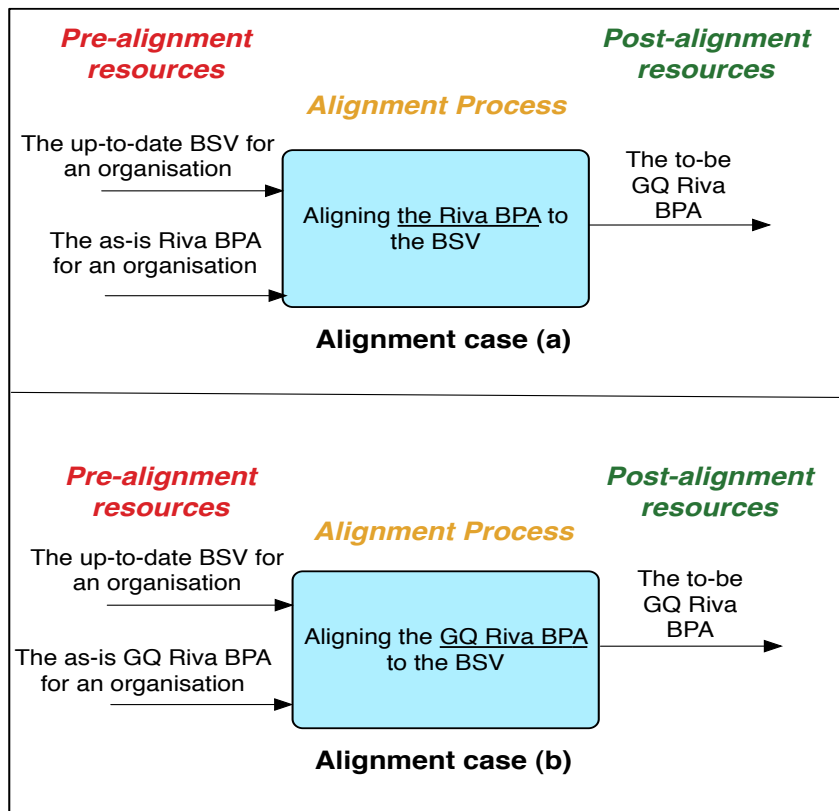 Pre-alignment
resources
Post-alignment
resources
Alignment Process
The up-to-date BSV for
an organisation
The as-is Riva BPA
for an organisation
Aligning the Riva BPA to
the BSV
The to-be
GQ Riva
BPA
Alignment case (a)
Pre-alignment
resources
Post-alignment
resources
Alignment Process
The up-to-date BSV for
an organisation
The as-is GQ Riva BPA
for an organisation
Aligning the GQ Riva BPA
to the BSV
The to-be
GQ Riva
BPA
Alignment case (b)